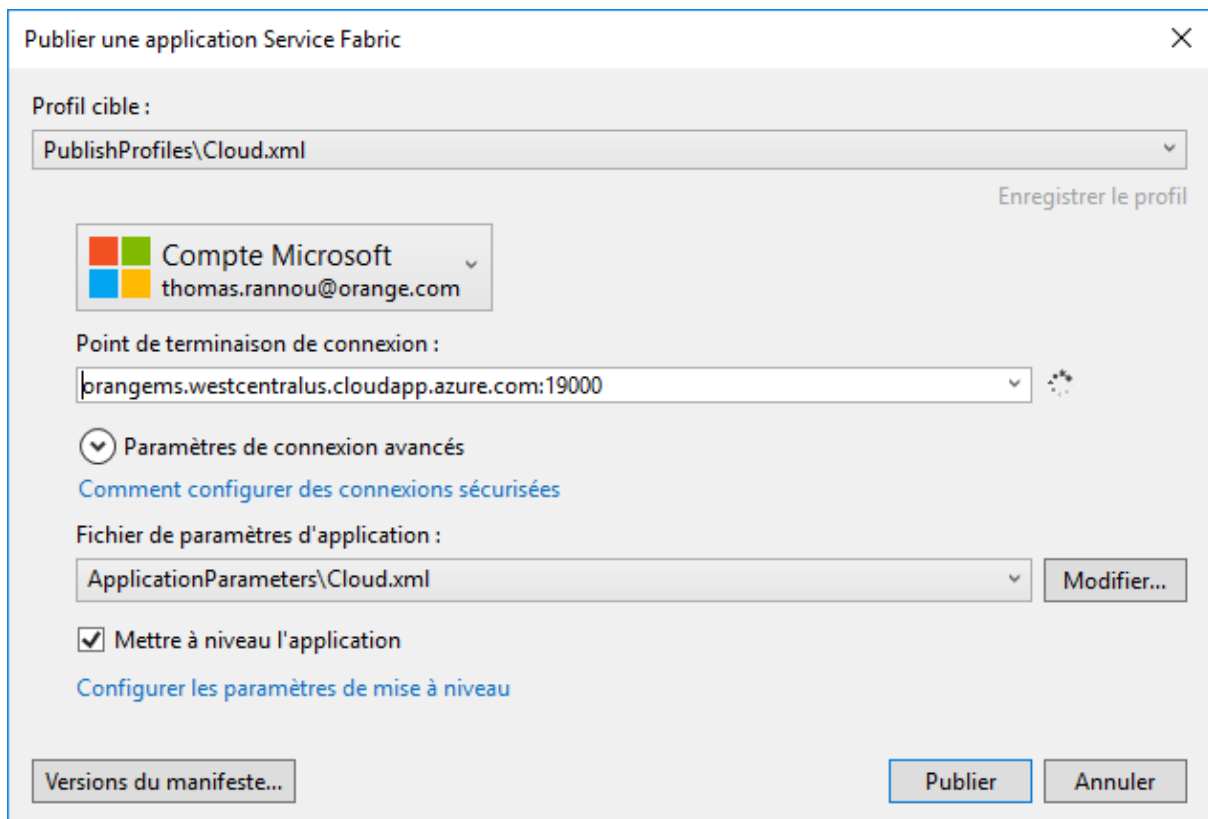 Publier une application Service Fabric
Profil cible :
PublishProfiles\Cloud.xml
Enregistrer le profil
Compte Microsoft
thomas.rannou@orange.com
Point de terminaison de connexion :
orangems.westcentralus.cloudapp.azure.com:19000
Paramètres de connexion avancés
Comment configurer des connexions sécurisées
Fichier de paramètres d'application :
ApplicationParameters\Cloud.xml
Modifier...
Mettre à niveau l'application
Configurer les paramètres de mise à niveau
Versions du manifeste...
Publier
Annuler